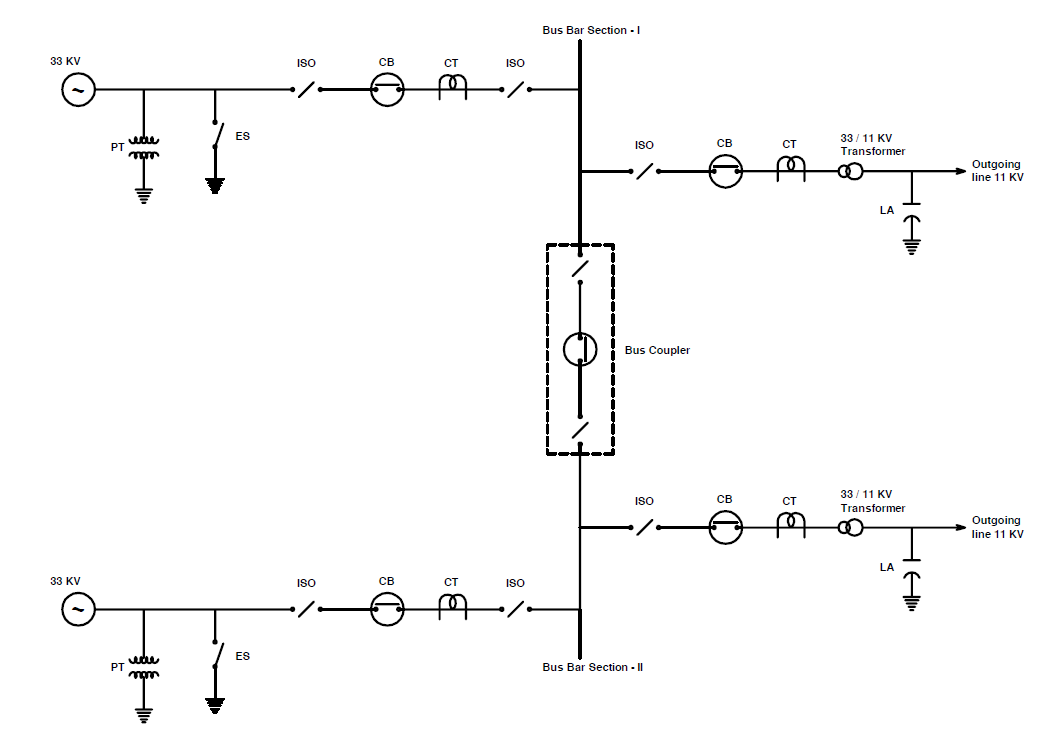 Bus Bar Section - I
33 KV
ISO
CB
CT
ISO
~
PT
ES
ISO
CB
CT
33 / 11 KV
Transformer
Outgoing
line 11 KV
LA
Bus Coupler
ISO
CB
CT
33 / 11 KV
Transformer
Outgoing
line 11 KV
LA
33 KV
ISO
CB
CT
ISO
~
PT
ES
Bus Bar Section - II